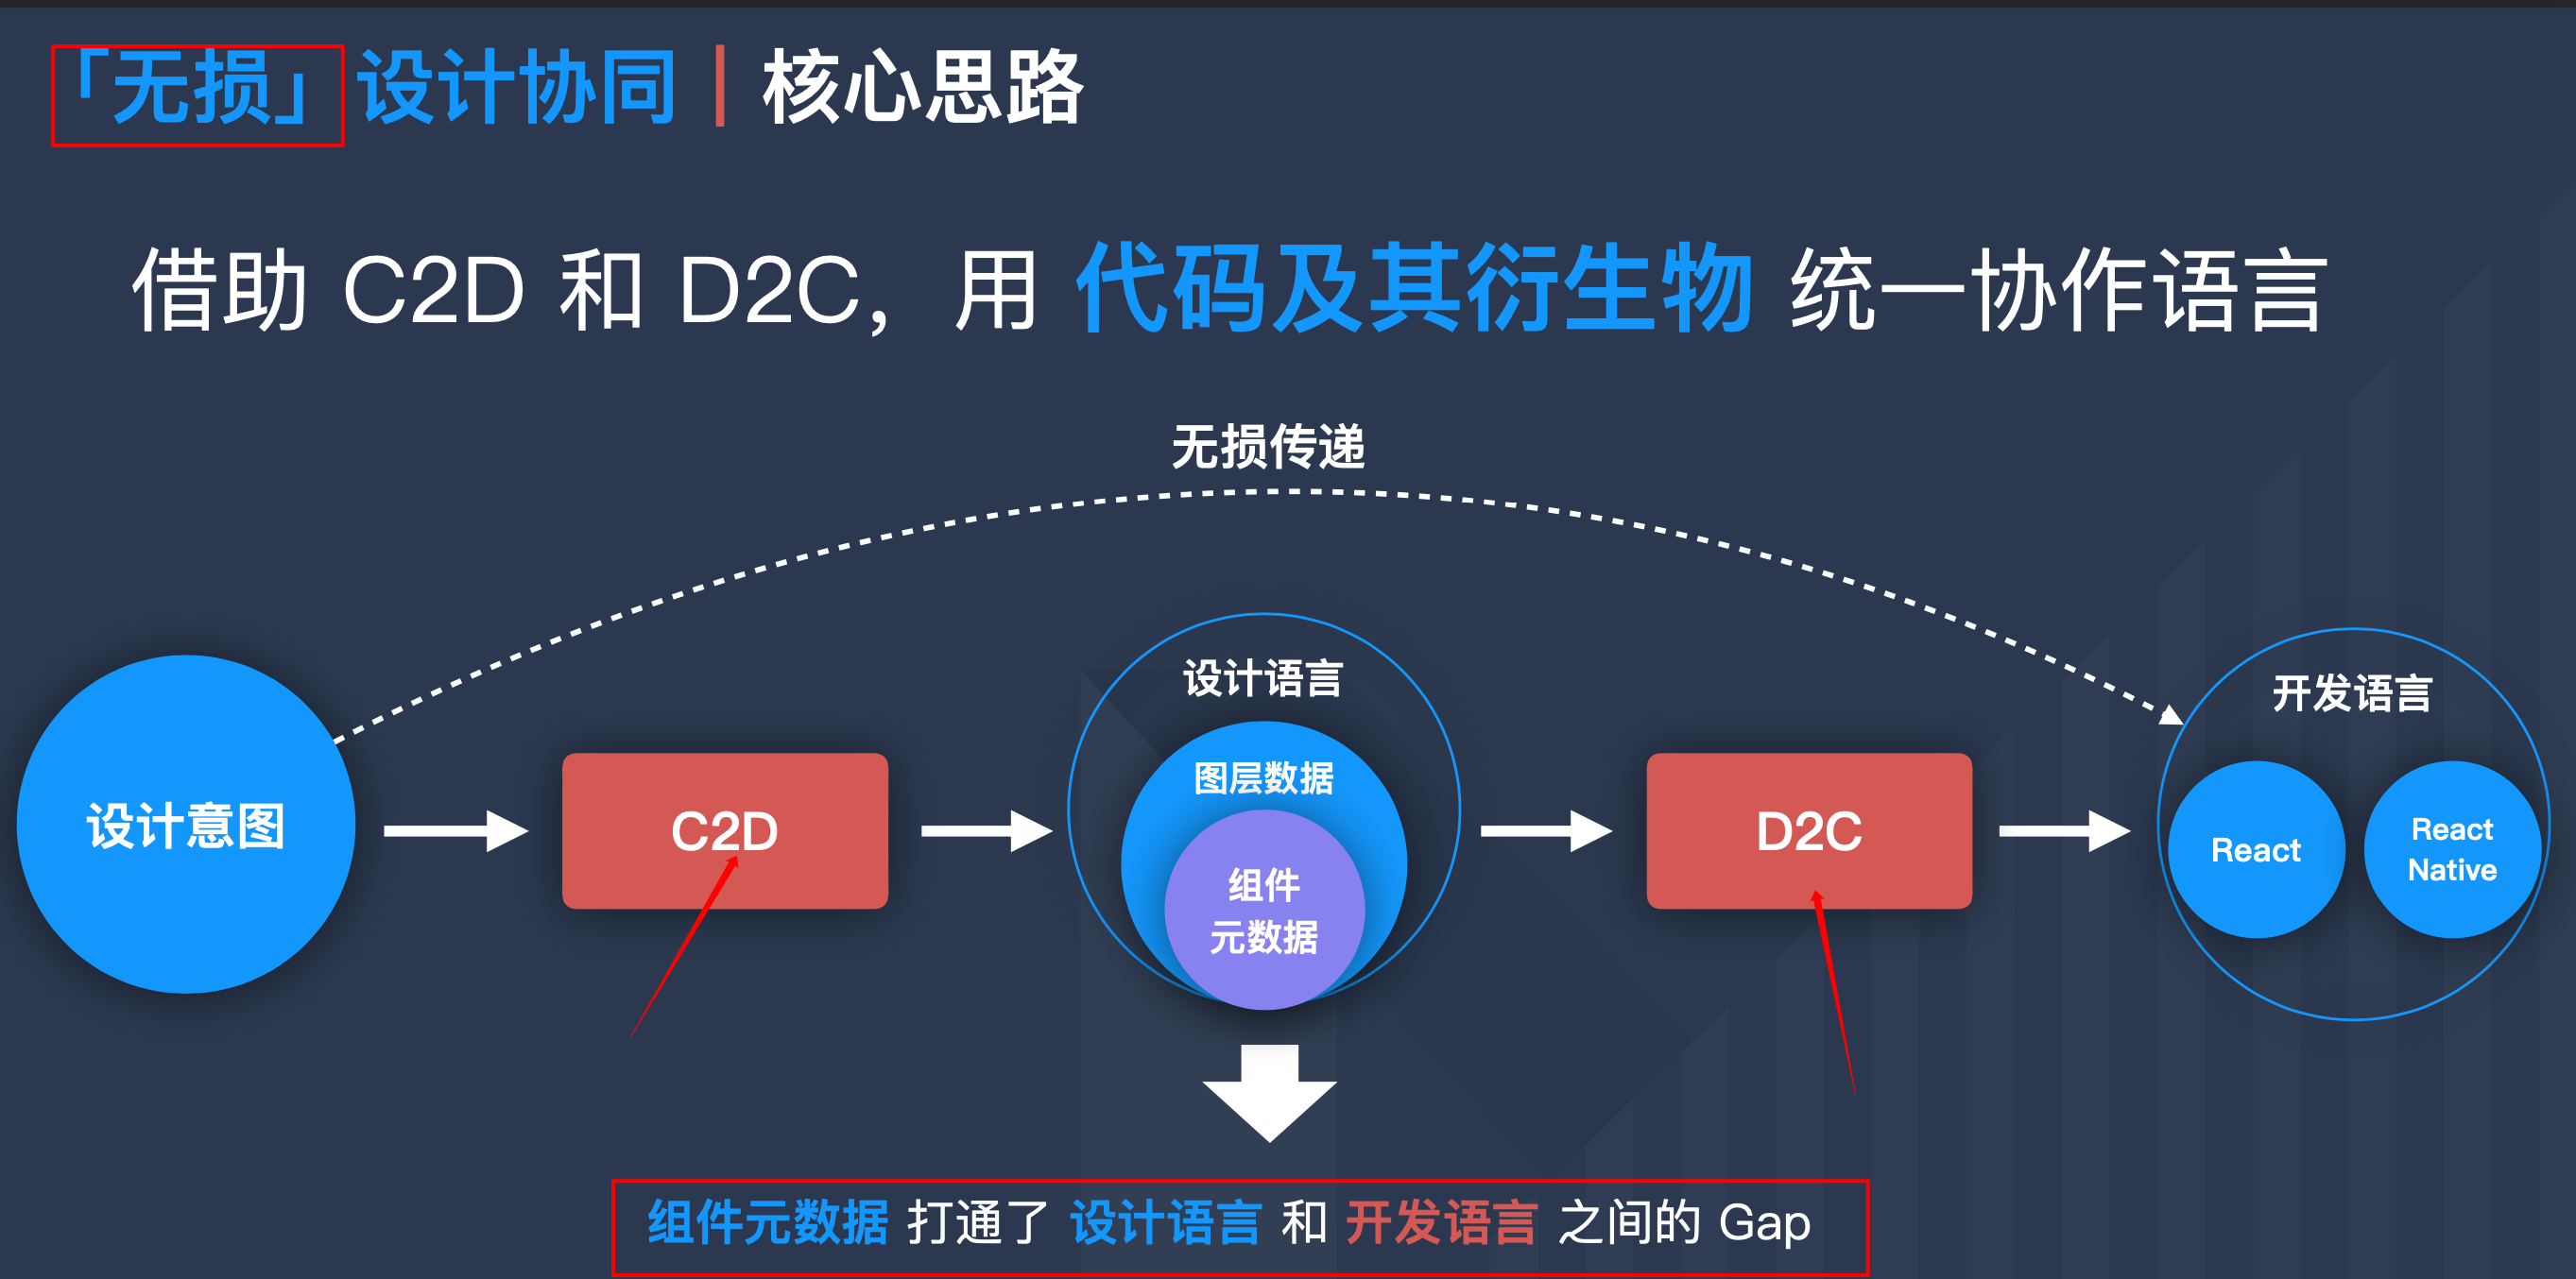 「无损」设计协同 | 核心思路
借助 C2D 和 D2C，用 代码及其衍生物 统一协作语言
无损传递
设计意图
C2D
设计语言
图层数据
组件
元数据
D2C
开发语言
React
React
Native
组件元数据 打通了 设计语言 和 开发语言 之间的 Gap